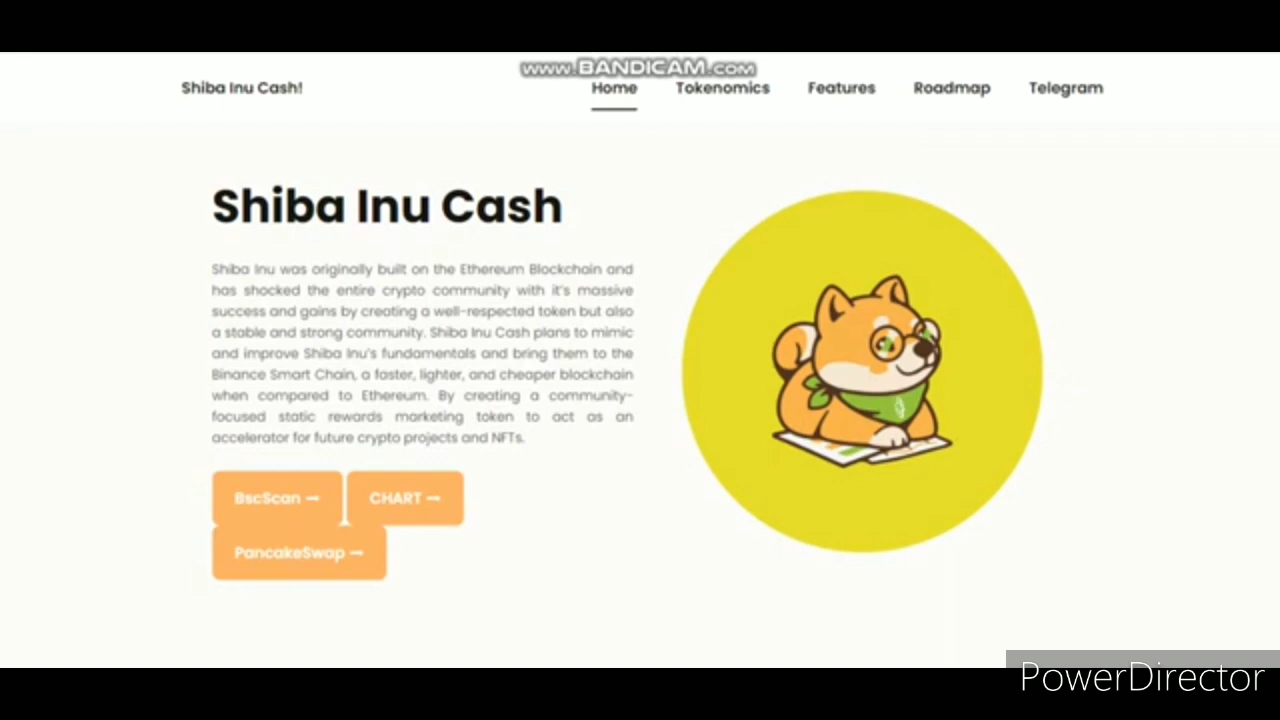 www.BANDICAM.com
Shiba Inu Cash!
Home
Tokenomics
Features
Roadmap
Telegram
Shiba Inu Cash
Shiba Inu was originally built on the Ethereum Blockchain and
has shocked the entire crypto community with it's massive
success and gains by creating a well-respected token but also
a stable and strong community. Shiba Inu Cash plans to mimic
and improve Shiba Inu's fundamentals and bring them to the
Binance Smart Chain, a faster, lighter, and cheaper blockchain
when compared to Ethereum. By creating a community-
focused static rewards marketing token to act as an
accelerator for future crypto projects and NFTs.
BscScan →
CHART →
PancakeSwap →
PowerDirector